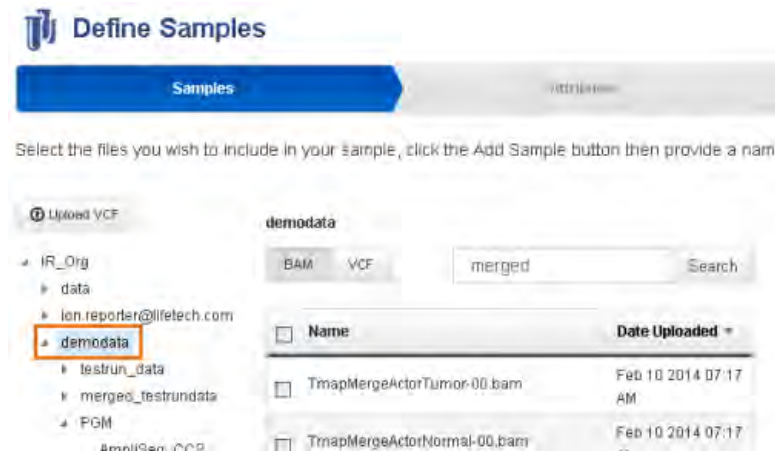 Define Samples
Samples
Attributes
Select the files you wish to include in your sample, click the Add Sample button then provide a nam
Upload VCF
demodata
IR_Org
BAM VCF merged Search
data
ion.reporter@lifetech.com
demodata
Name Date Uploaded
testrun_data
merged_testrundata
TmapMergeActorTumor-00.bam Feb 10 2014 07:17
AM
PGM
AmpliSeq CCP
TmapMergeActorNormal-00.bam Feb 10 2014 07:17